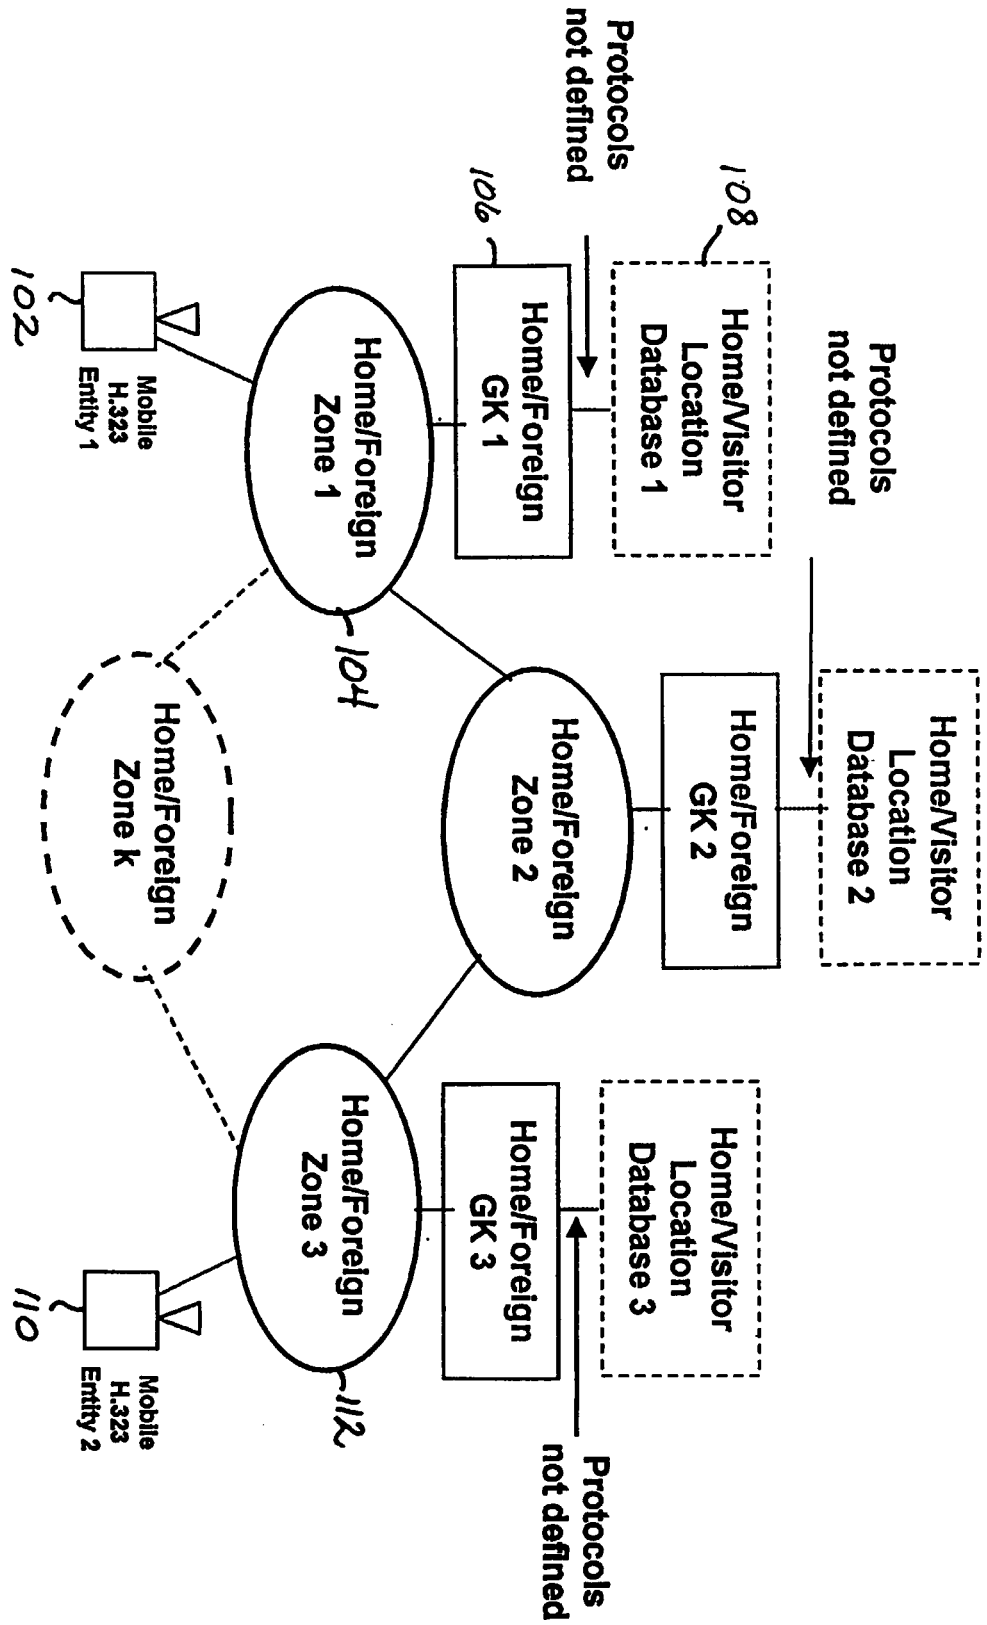 Protocols
not defined
Home/Visitor
Location
Database 2
Protocols
not defined
108
Home/Visitor
Location
Database 1
Home/Foreign
GK 2
Home/Visitor
Location
Database 3
106
Home/Foreign
GK 1
Home/Foreign
Zone 2
Home/Foreign
GK 3
Protocols
not defined
Home/Foreign
Zone 1
104
Home/Foreign
Zone 3
112
Home/Foreign
Zone k
102
Mobile
H.323
Entity 1
110
Mobile
H.323
Entity 2